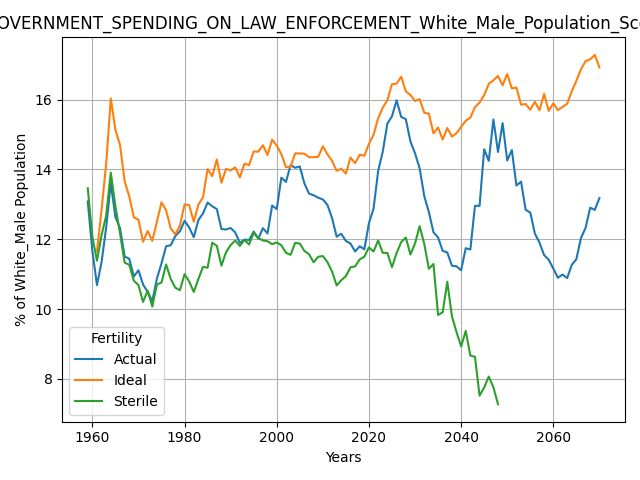 OVERNMENT_SPENDING_ON_LAW_ENFORCEMENT_White_Male_Population_Sc
% of White_Male Population
16
14
12
10
8
Fertility
Actual
Ideal
Sterile
1960
1980
2000
2020
2040
2060
Years